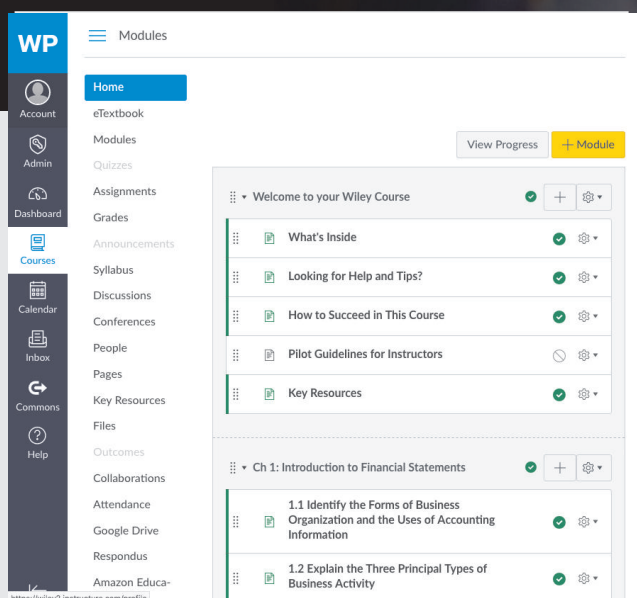 WP
Modules
Account
Admin
Dashboard
Courses
Calendar
Inbox
Commons
Help
Home
eTextbook
Modules
Quizzes
Assignments
Grades
Announcements
Syllabus
Discussions
Conferences
People
Pages
Key Resources
Files
Outcomes
Collaborations
Attendance
Google Drive
Respondus
Amazon Educa-
View Progress
+ Module
Welcome to your Wiley Course
What's Inside
Looking for Help and Tips?
How to Succeed in This Course
Pilot Guidelines for Instructors
Key Resources
Ch 1: Introduction to Financial Statements
1.1 Identify the Forms of Business
Organization and the Uses of Accounting
Information
1.2 Explain the Three Principal Types of
Business Activity